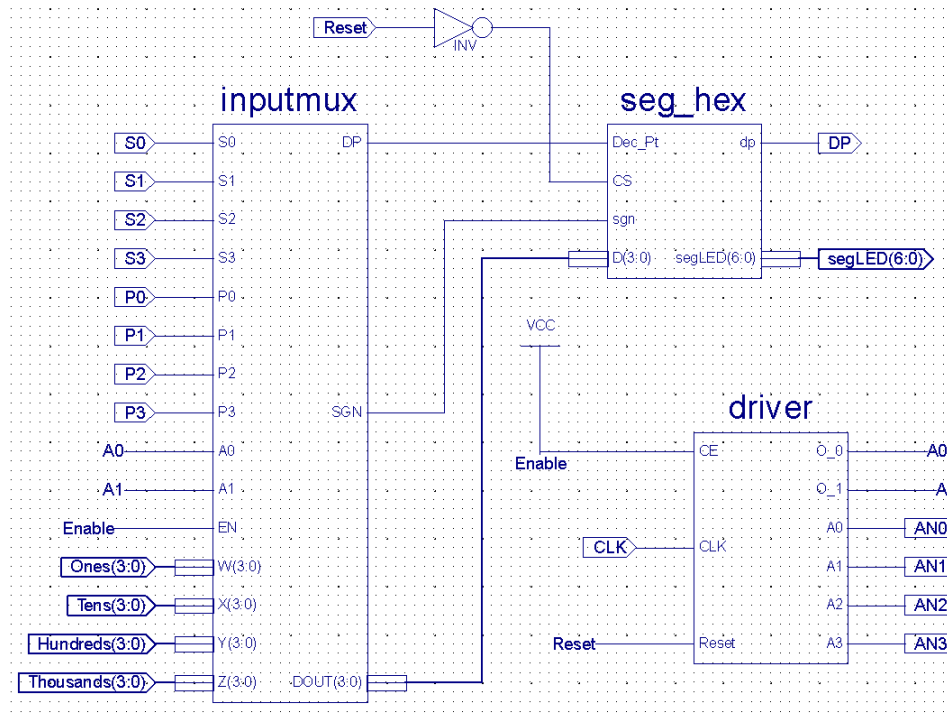 Reset
INV
inputmux
seg_hex
S0
S1
S2
S3
P0
P1
P2
P3
A0
A1
Enable
Ones(3:0)
Tens(3:0)
Hundreds(3:0)
Thousands(3:0)
S0
S1
S2
S3
P0
P1
P2
P3
A0
A1
EN
W(3:0)
X(3:0)
Y(3:0)
Z(3:0)
DP
SGN
DOUT(3:0)
Dec_Pt
CS
sgn
D(3:0)
dp
segLED(6:0)
DP
segLED(6:0)
VCC
Enable
driver
CLK
Reset
CE
CLK
Reset
O_0
O_1
A0
A1
A2
A3
A0
A
AN0
AN1
AN2
AN3